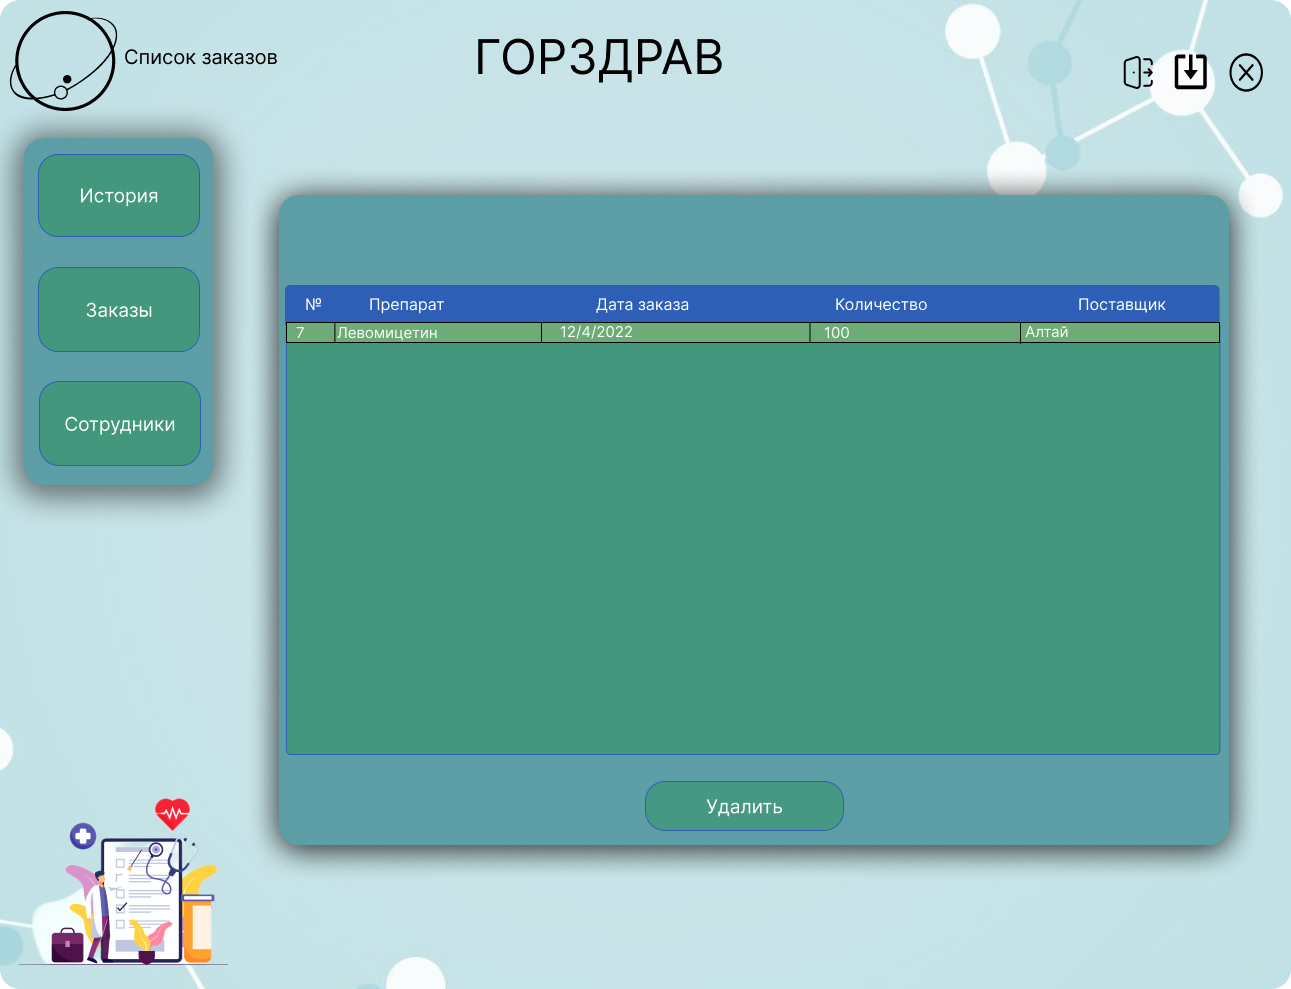 Список заказов
ГОРЗДРАВ
История
Заказы
Сотрудники
№ Препарат Дата заказа Количество Поставщик
7 Левомицетин 12/4/2022 100 Алтай
Удалить